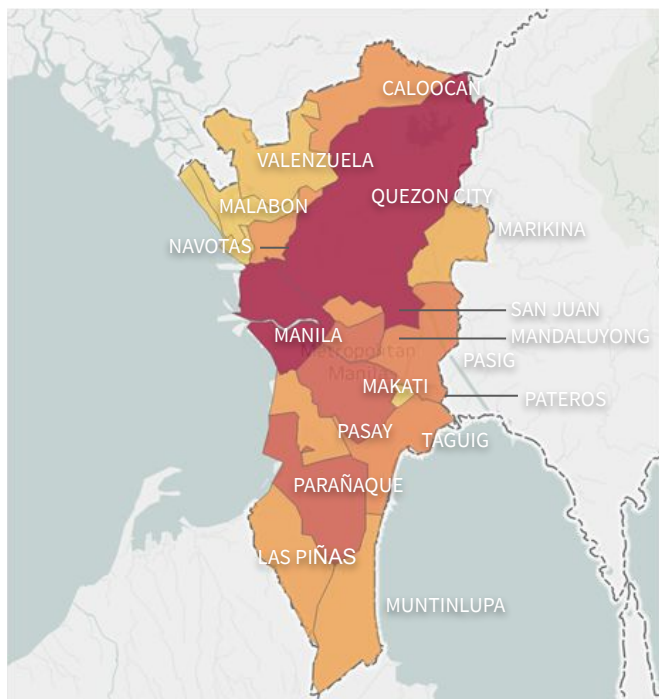 CALOOCAN
VALENZUELA
QUEZON CITY
MALABON
MARIKINA
NAVOTAS
SAN JUAN
MANILA
MANDALUYONG
Metropolitan
Manila
PASIG
MAKATI
PATEROS
PASAY
TAGUIG
PARAÑAQUE
LAS PIÑAS
MUNTINLUPA